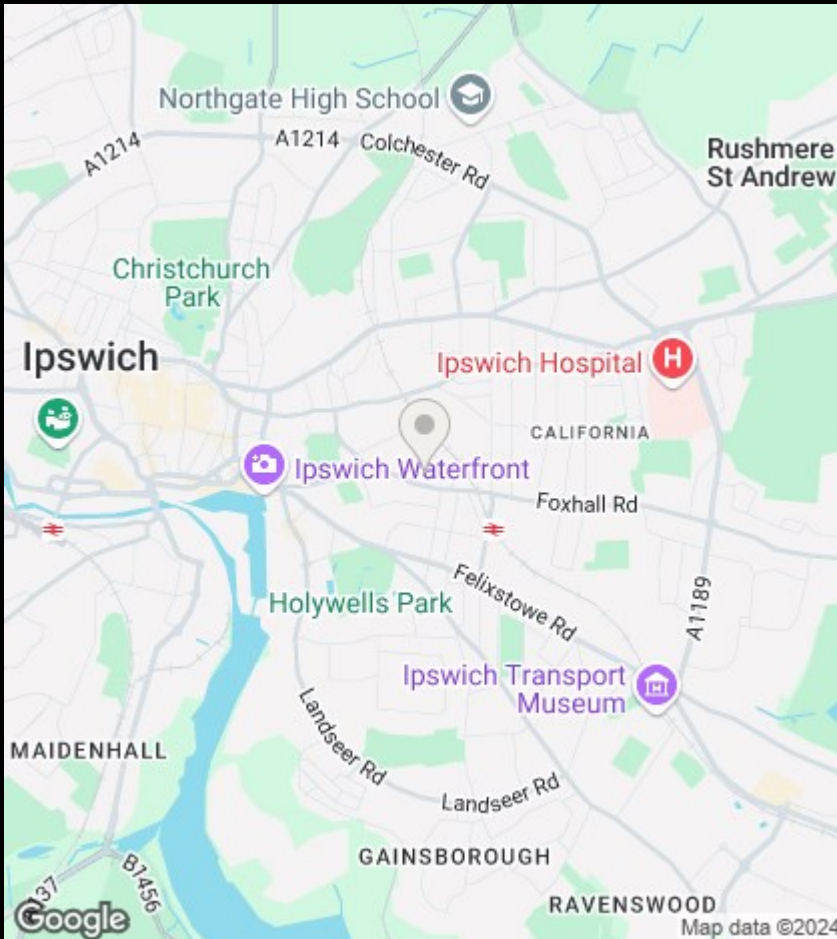 Northgate High School
A1214
A1214
Colchester Rd
Rushmere
St Andrew
Christchurch
Park
Ipswich
Ipswich Hospital
H
CALIFORNIA
Ipswich Waterfront
Foxhall Rd
Felixstowe Rd
Holywells Park
A1189
Ipswich Transport
Museum
Landseer Rd
MAIDENHALL
Landseer Rd
GAINSBOROUGH
B1456
A137
RAVENSWOOD
Google
Map data ©2024